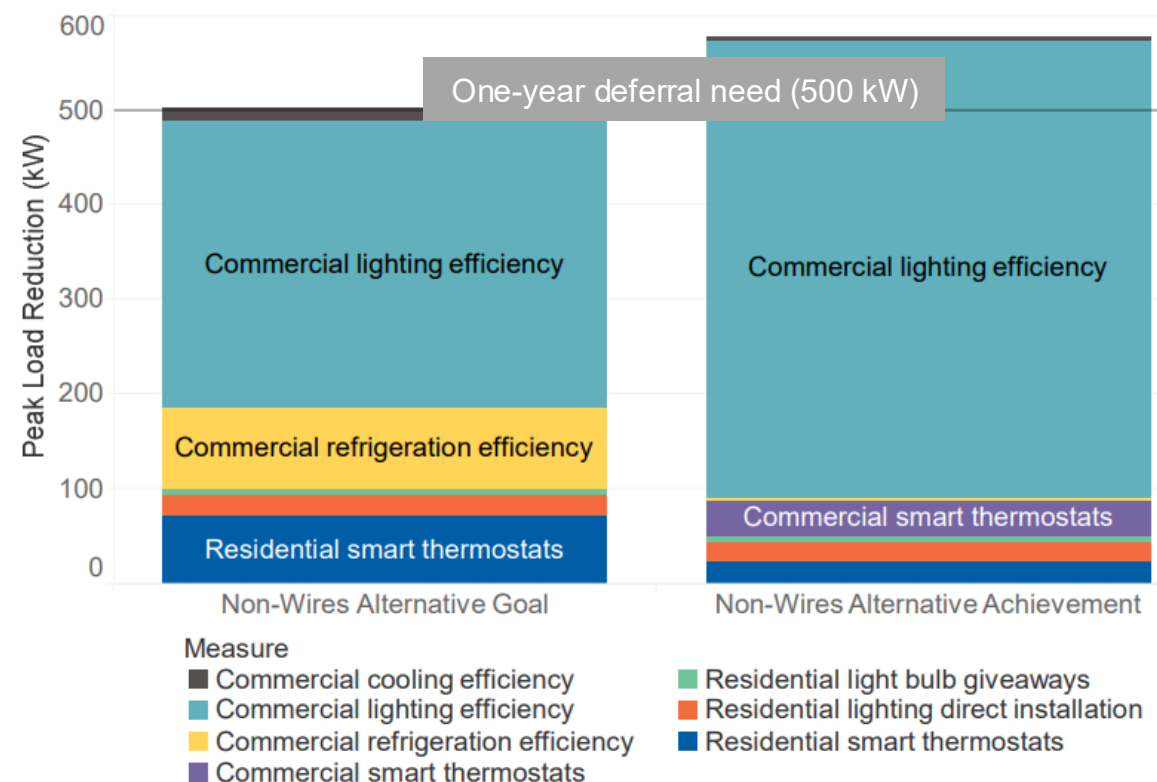 600
One-year deferral need (500 kW)
500
400
300
200
100
0
Peak Load Reduction (kW)
Commercial lighting efficiency
Commercial refrigeration efficiency
Residential smart thermostats
Commercial lighting efficiency
Commercial smart thermostats
Non-Wires Alternative Goal
Non-Wires Alternative Achievement
Measure
Commercial cooling efficiency
Commercial lighting efficiency
Commercial refrigeration efficiency
Commercial smart thermostats
Residential light bulb giveaways
Residential lighting direct installation
Residential smart thermostats